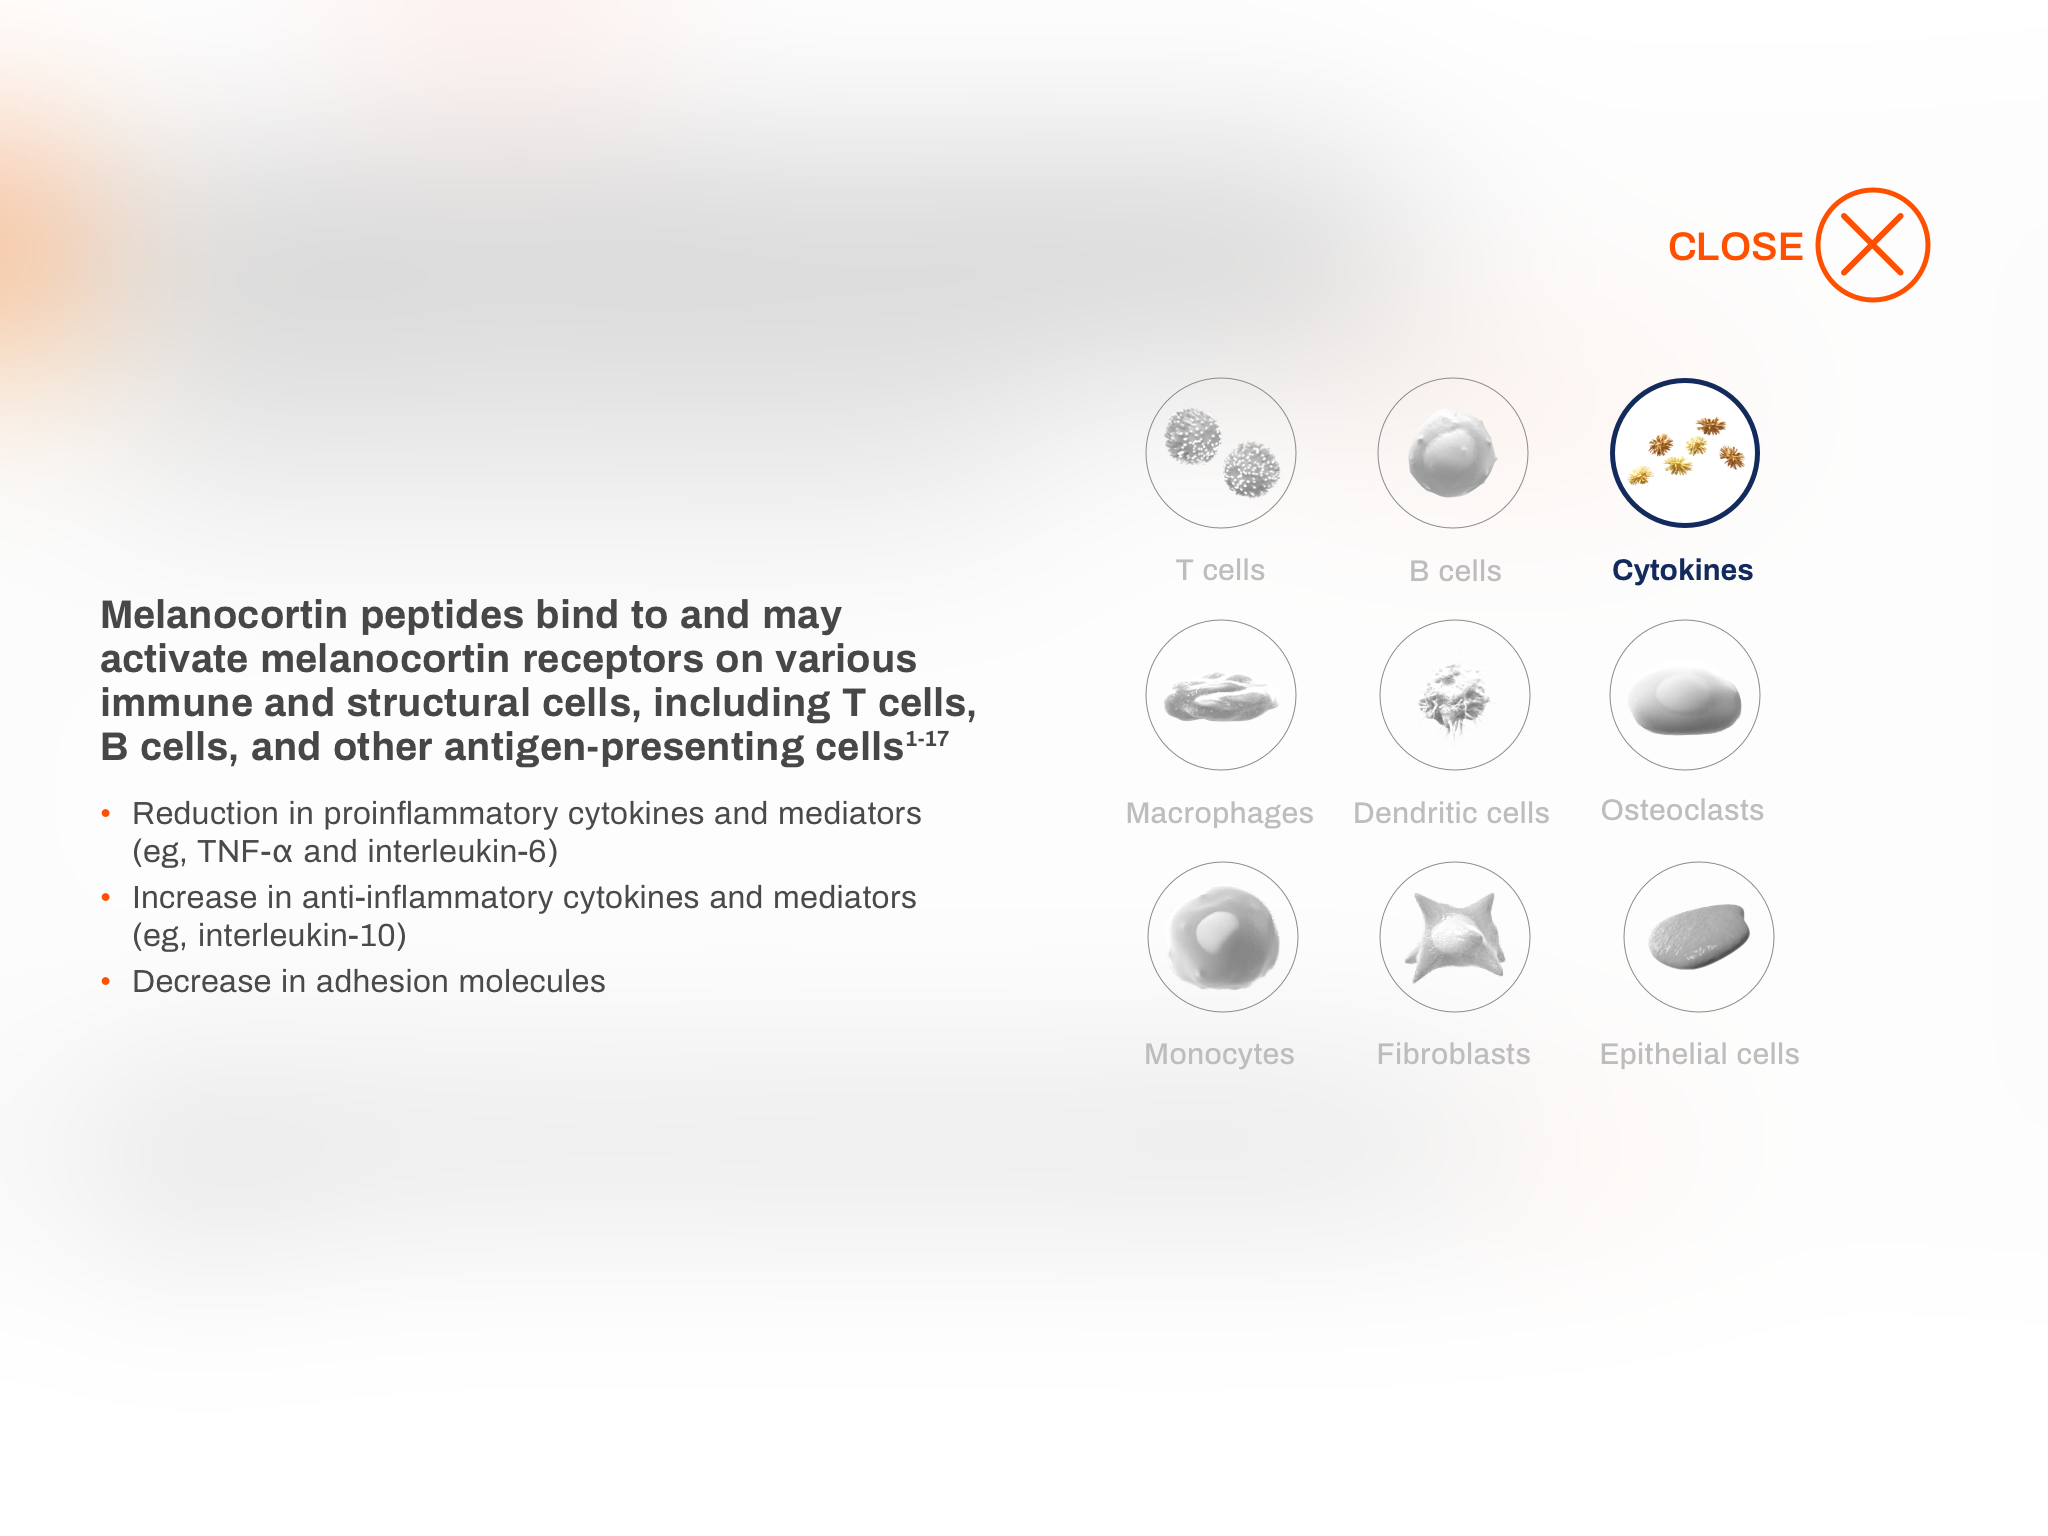 CLOSE
T cells
B cells
Cytokines
Melanocortin peptides bind to and may
activate melanocortin receptors on various
immune and structural cells, including T cells,
B cells, and other antigen-presenting cells1-17
• Reduction in proinflammatory cytokines and mediators
(eg, TNF-α and interleukin-6)
• Increase in anti-inflammatory cytokines and mediators
(eg, interleukin-10)
• Decrease in adhesion molecules
Macrophages
Dendritic cells
Osteoclasts
Monocytes
Fibroblasts
Epithelial cells